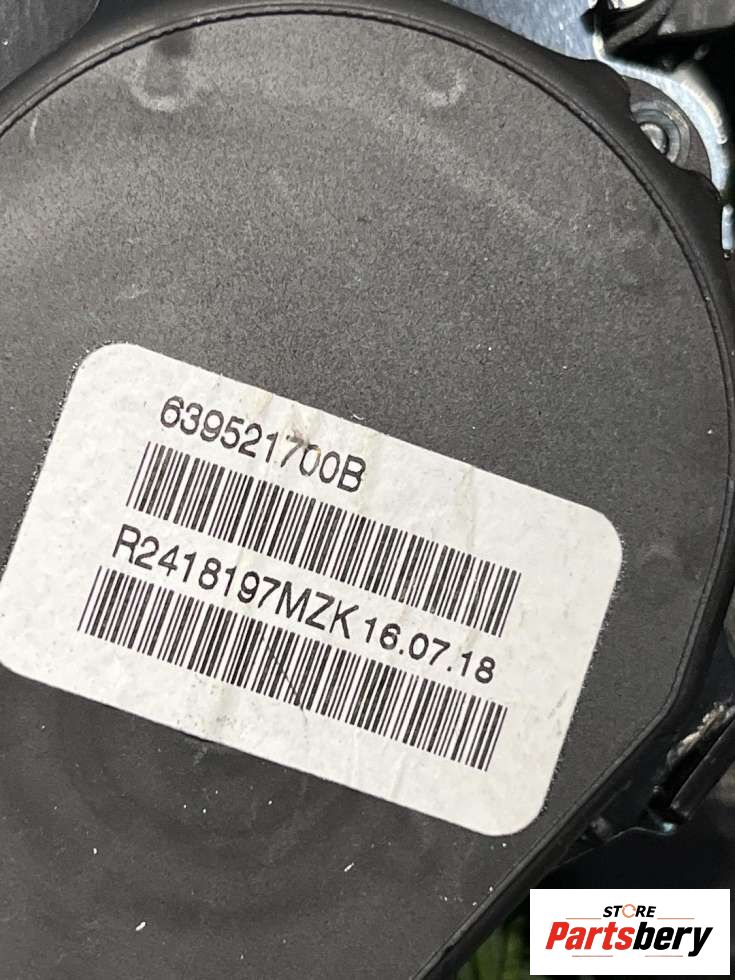 639521700B
R2418197MZK 16.07.18
STORE
Partsbery